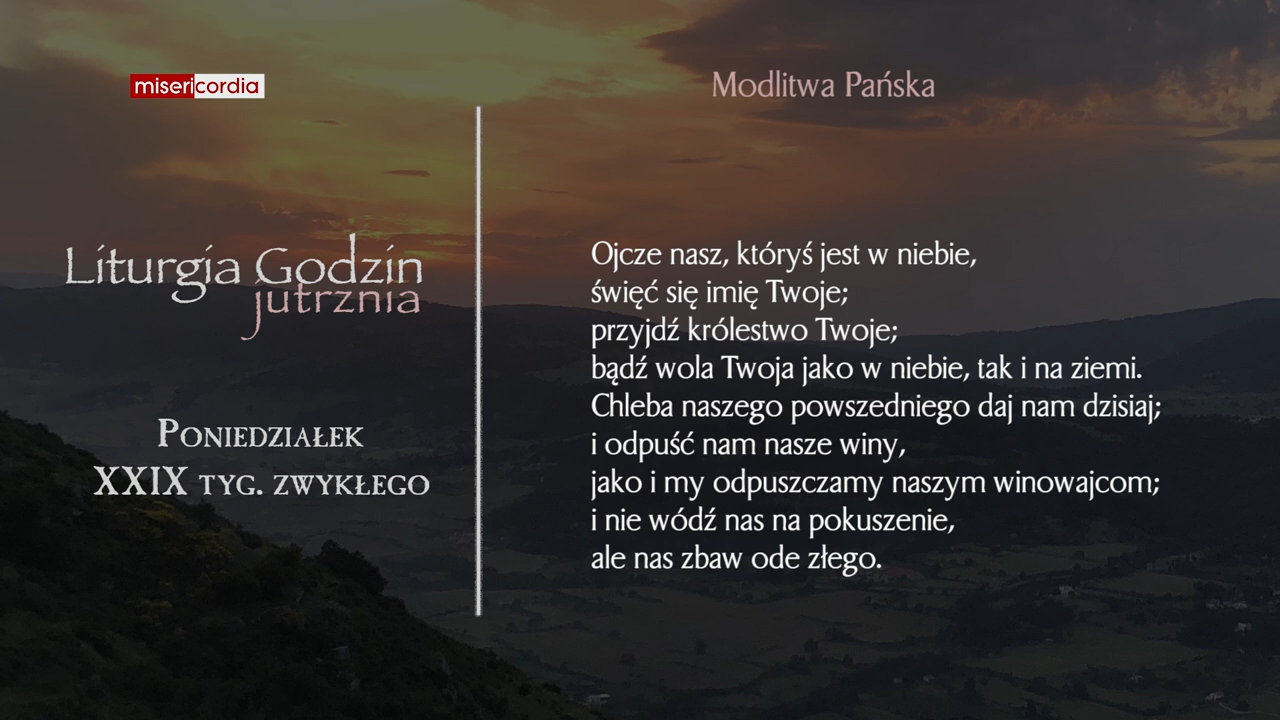 misericordia
Liturgia Godzin
jutrznia
Poniedziałek
XXIX tyg. zwykłego
Modlitwa Pańska
Ojcze nasz, któryś jest w niebie,
święć się imię Twoje;
przyjdź królestwo Twoje;
bądź wola Twoja jako w niebie, tak i na ziemi.
Chleba naszego powszedniego daj nam dzisiaj;
i odpuść nam nasze winy,
jako i my odpuszczamy naszym winowajcom;
i nie wódź nas na pokuszenie,
ale nas zbaw ode złego.